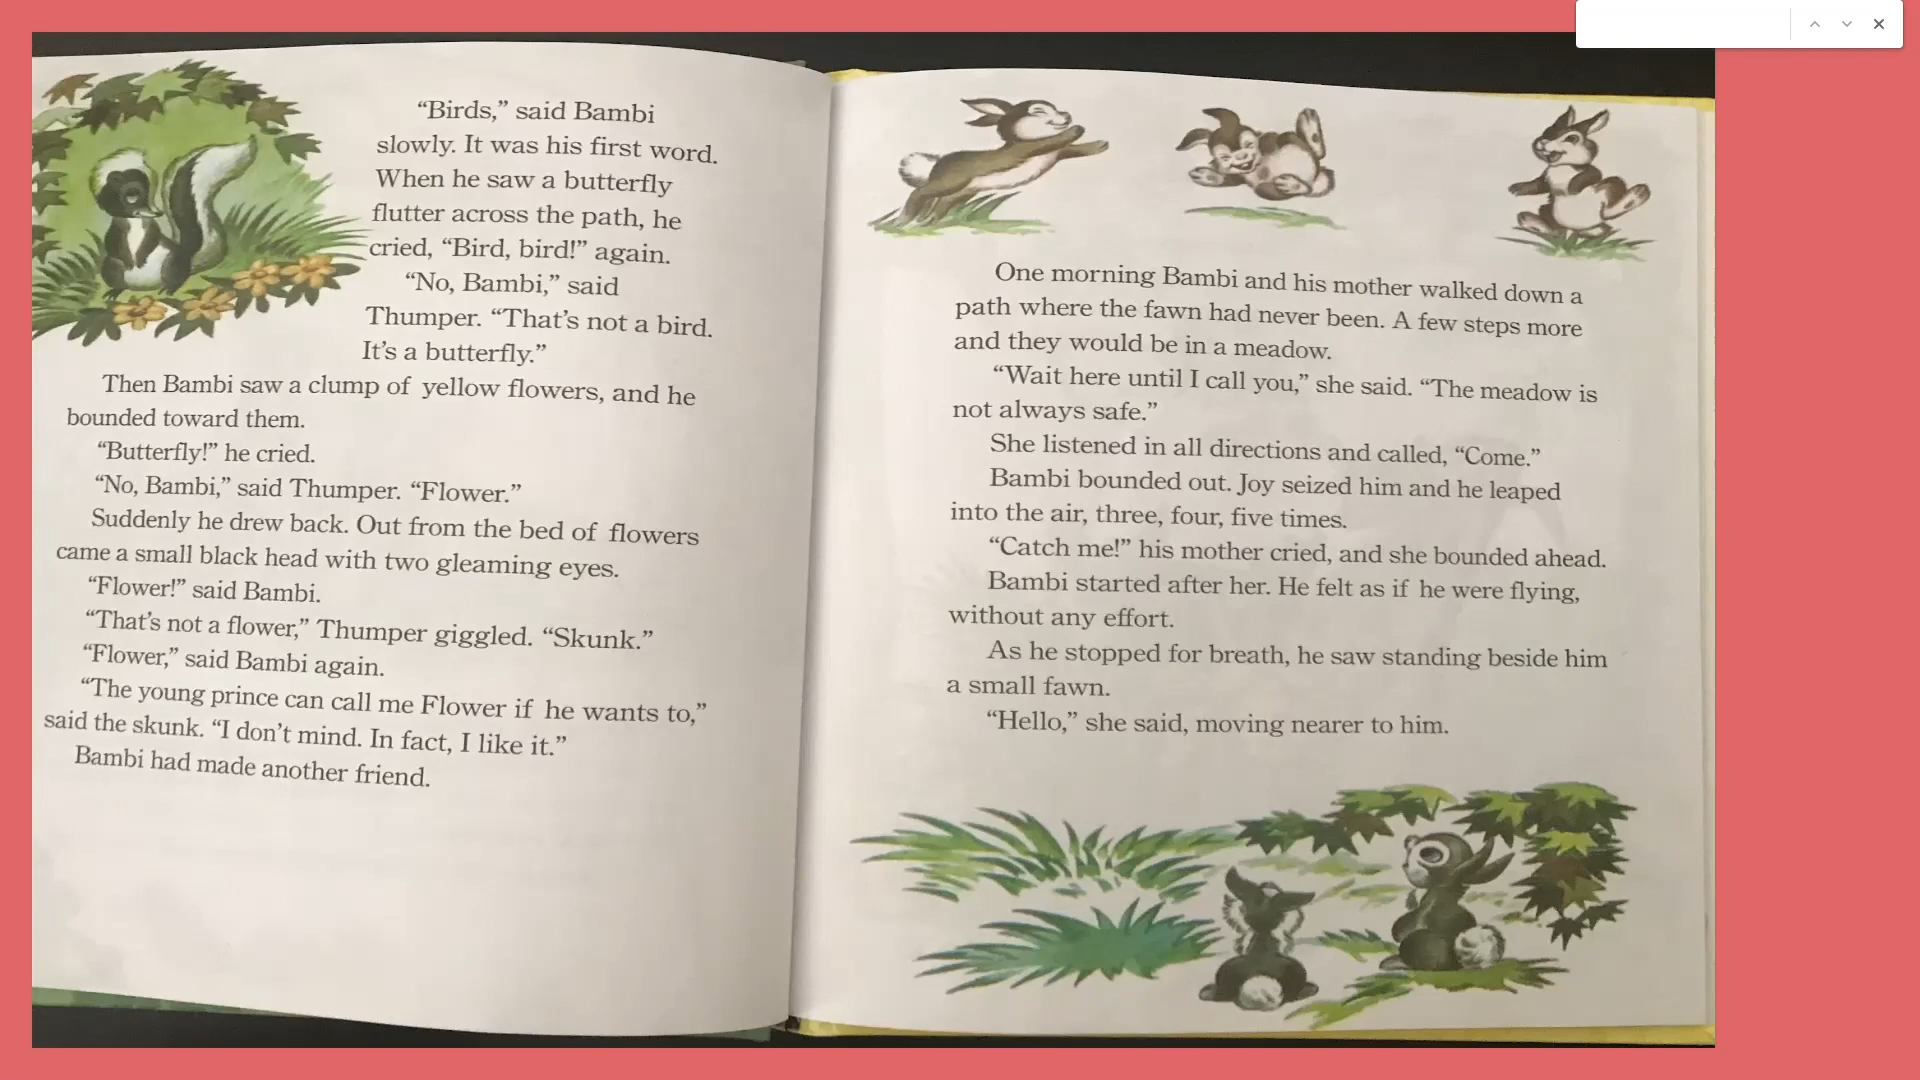 “Birds,” said Bambi
slowly. It was his first word.
When he saw a butterfly
flutter across the path, he
cried, “Bird, bird!” again.
“No, Bambi,” said
Thumper. “That’s not a bird.
It’s a butterfly.”
Then Bambi saw a clump of yellow flowers, and he
bounded toward them.
“Butterfly!” he cried.
“No, Bambi,” said Thumper. “Flower.”
Suddenly he drew back. Out from the bed of flowers
came a small black head with two gleaming eyes.
“Flower!” said Bambi.
“That’s not a flower,” Thumper giggled. “Skunk.”
“Flower,” said Bambi again.
“The young prince can call me Flower if he wants to,”
said the skunk. “I don’t mind. In fact, I like it.”
Bambi had made another friend.
One morning Bambi and his mother walked down a
path where the fawn had never been. A few steps more
and they would be in a meadow.
“Wait here until I call you,” she said. “The meadow is
not always safe.”
She listened in all directions and called, “Come.”
Bambi bounded out. Joy seized him and he leaped
into the air, three, four, five times.
“Catch me!” his mother cried, and she bounded ahead.
Bambi started after her. He felt as if he were flying,
without any effort.
As he stopped for breath, he saw standing beside him
a small fawn.
“Hello,” she said, moving nearer to him.